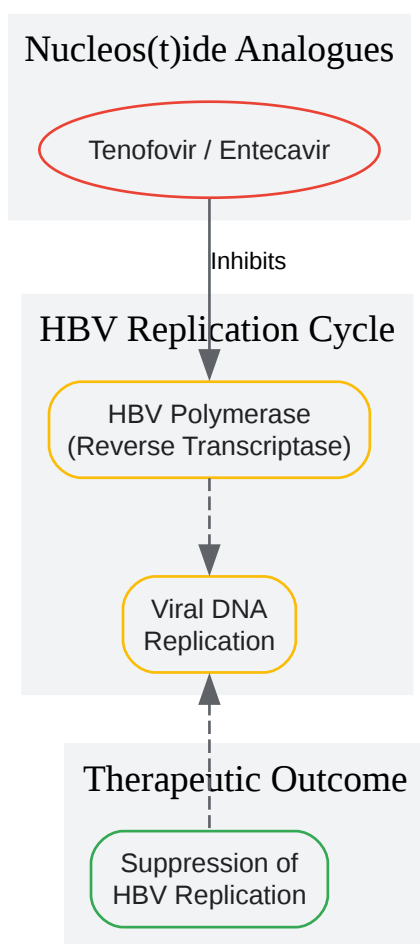 Nucleos(t)ide Analogues
Tenofovir / Entecavir
Inhibits
HBV Replication Cycle
HBV Polymerase
(Reverse Transcriptase)
Viral DNA
Replication
Therapeutic Outcome
Suppression of
HBV Replication